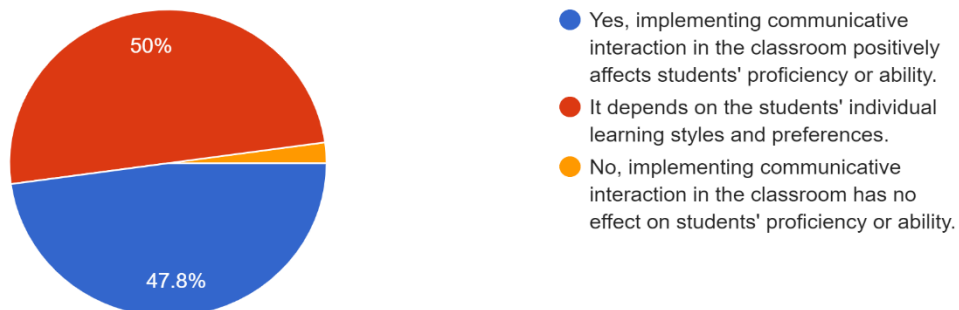 50%
47.8%
Yes, implementing communicative
interaction in the classroom positively
affects students' proficiency or ability.
It depends on the students' individual
learning styles and preferences.
No, implementing communicative
interaction in the classroom has no
effect on students' proficiency or ability.